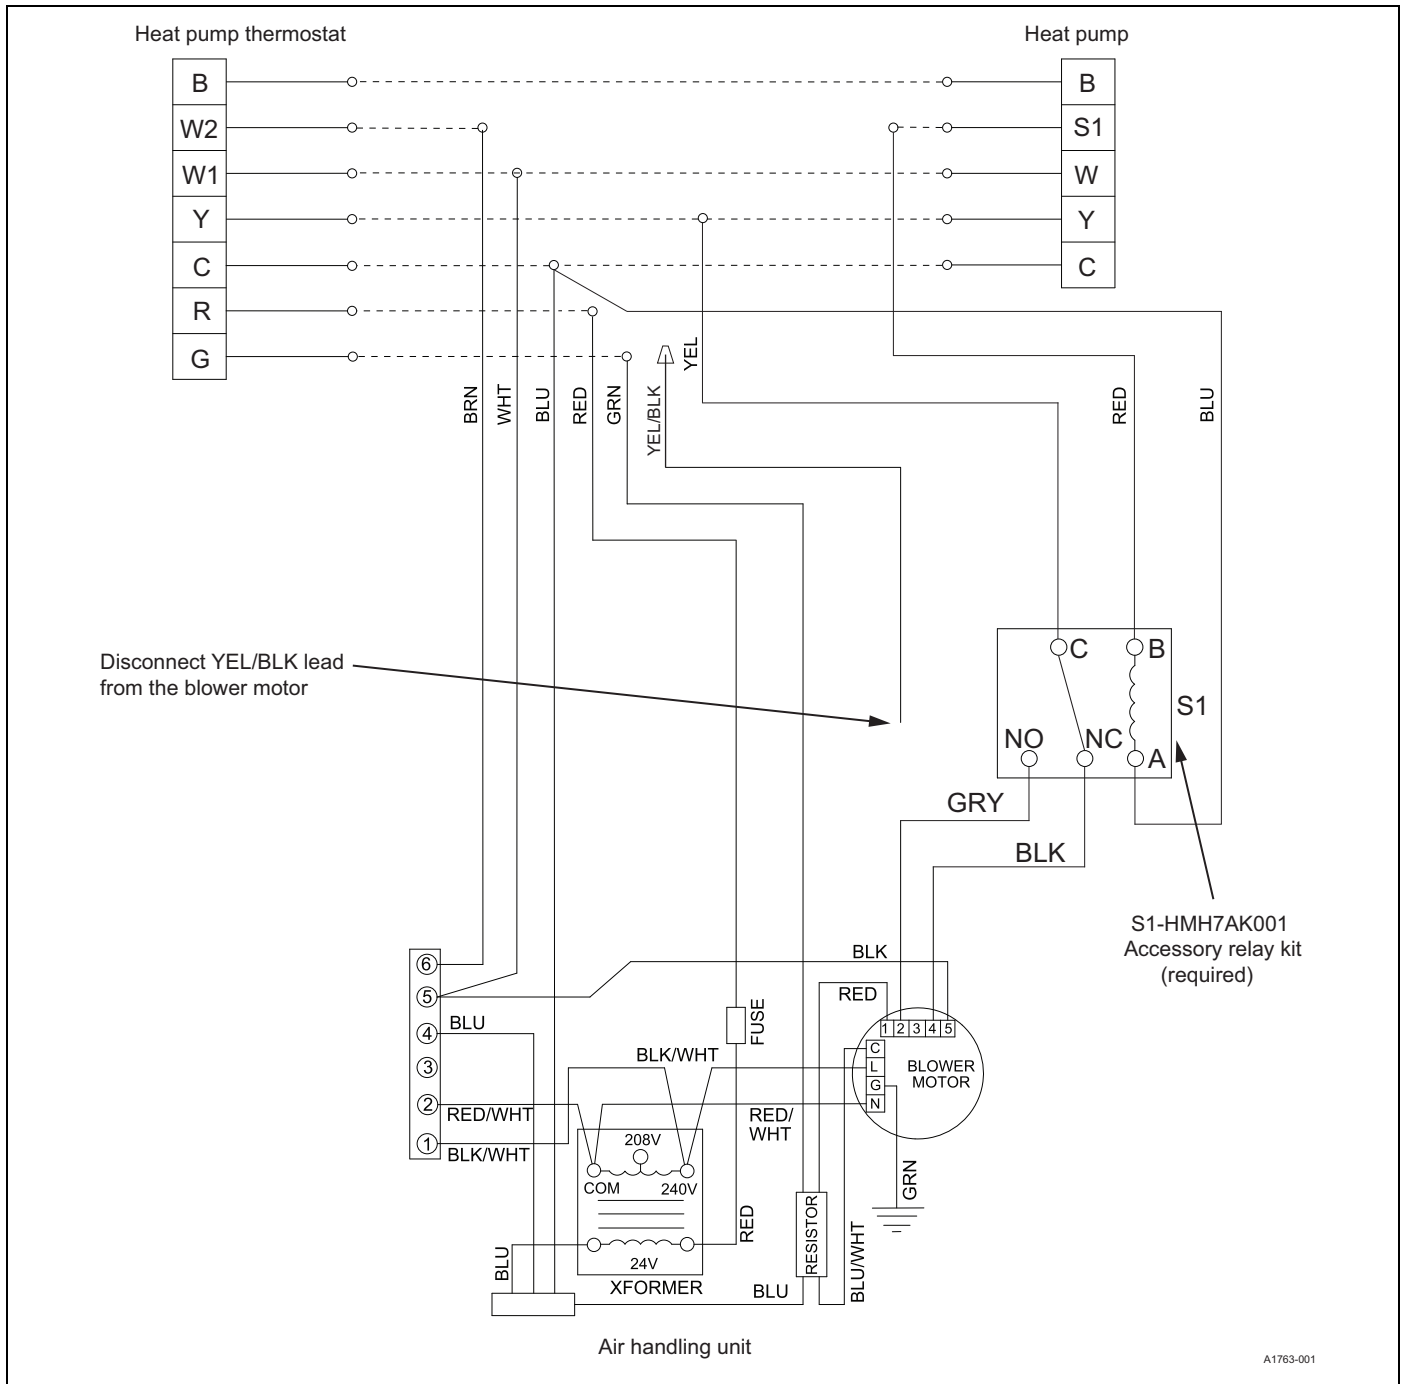 Heat pump thermostat
Heat pump
B
W2
W1
Y
C
R
G
B
S1
W
Y
C
BRN
WHT
BLU
RED
GRN
YEL/BLK
YEL
RED
BLU
Disconnect YEL/BLK lead
from the blower motor
C
B
S1
NO
NC
A
GRY
BLK
S1-HMH7AK001
Accessory relay kit
(required)
6
5
4
3
2
1
BLU
RED/WHT
BLK/WHT
BLK/WHT
FUSE
BLK
RED
1 2 3 4 5
C
L
G
N
BLOWER
MOTOR
RED/
WHT
208V
COM
240V
24V
XFORMER
RED
BLU
BLU
RESISTOR
BLU/WHT
GRN
Air handling unit
A1763-001